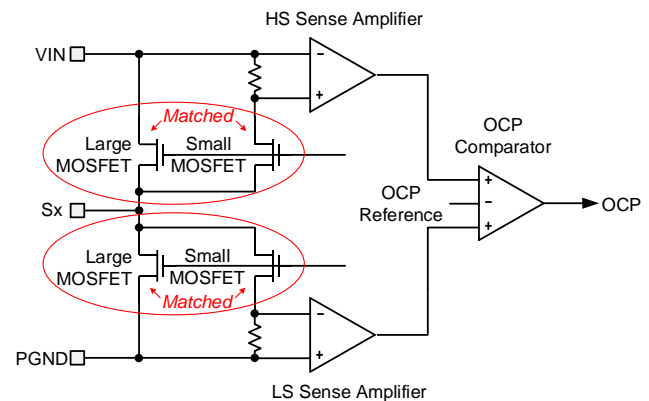 HS Sense Amplifier
VIN
−
+
Matched
Large
MOSFET
Small
MOSFET
OCP
Comparator
Sx
OCP
Reference
+
−
+
OCP
Large
MOSFET
Small
MOSFET
Matched
−
+
PGND
LS Sense Amplifier